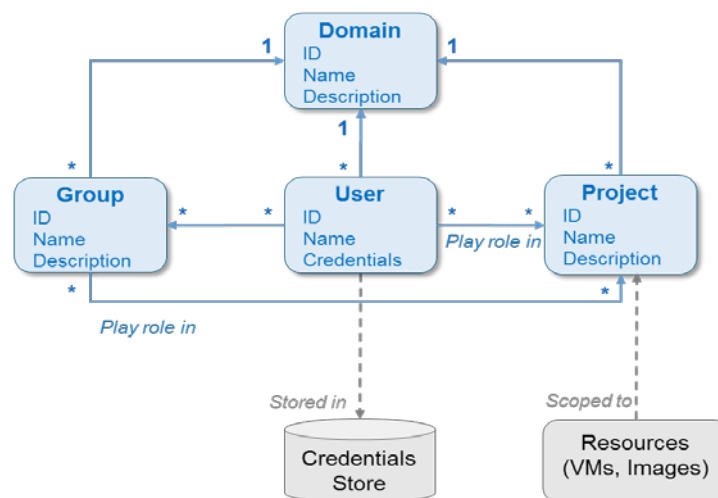 Domain
ID
Name
Description
1
1
1
*
*
*
Group
ID
Name
Description
User
ID
Name
Credentials
Project
ID
Name
Description
*
*
*
*
Play role in
*
*
Play role in
Stored in
Scoped to
Credentials
Store
Resources
(VMs, Images)